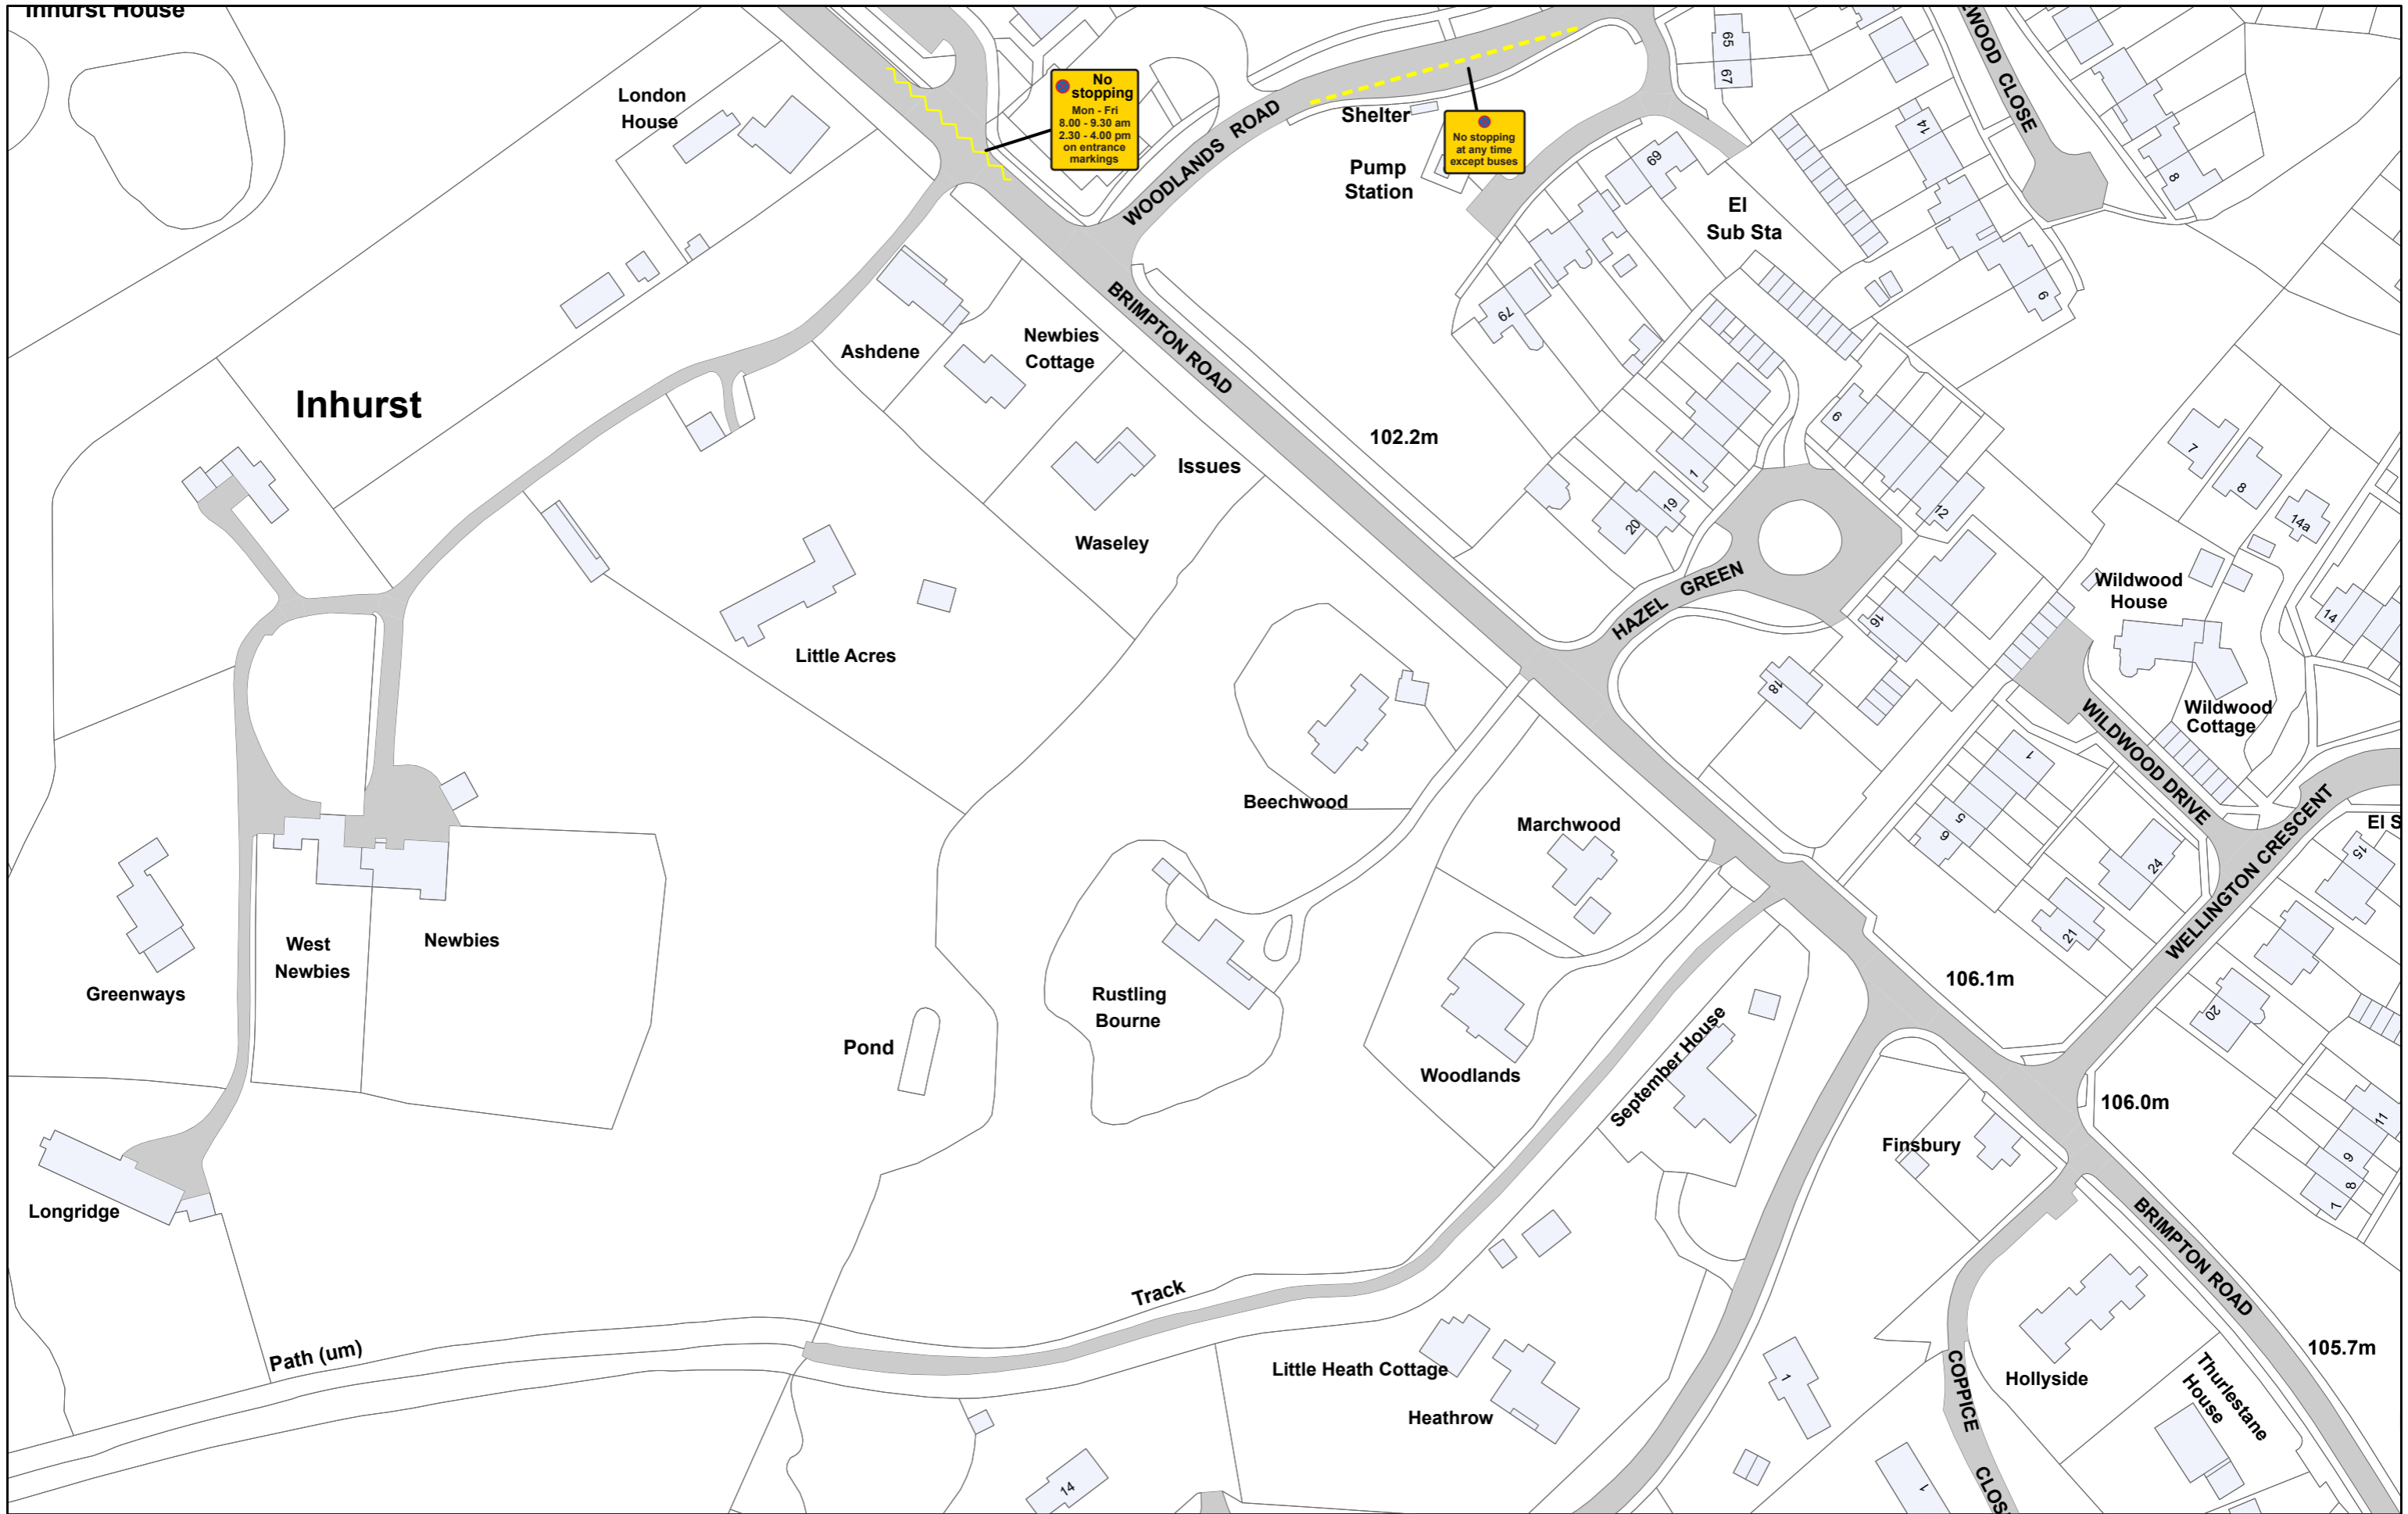 Inhurst House
London
House
No
stopping
Mon - Fri
8.00 - 9.30 am
2.30 - 4.00 pm
on entrance
markings
WOODLANDS ROAD
Shelter
Pump
Station
No stopping
at any time
except buses
65
67
EWOOD CLOSE
14
8
69
El
Sub Sta
79
6
Ashdene
Newbies
Cottage
BRIMPTON ROAD
Inhurst
102.2m
Issues
Waseley
1
19
20
6
12
7
8
14a
14
HAZEL GREEN
16
18
Wildwood
House
Wildwood
Cottage
WILDWOOD DRIVE
Little Acres
Beechwood
Marchwood
1
5
6
24
21
WELLINGTON CRESCENT
El S
15
20
106.1m
Greenways
West
Newbies
Newbies
Rustling
Bourne
Pond
Woodlands
September House
Finsbury
106.0m
11
9
8
7
Longridge
BRIMPTON ROAD
Track
Path (um)
Little Heath Cottage
Heathrow
1
COPPICE CLOS
Hollyside
Thurlestane
House
105.7m
14
1